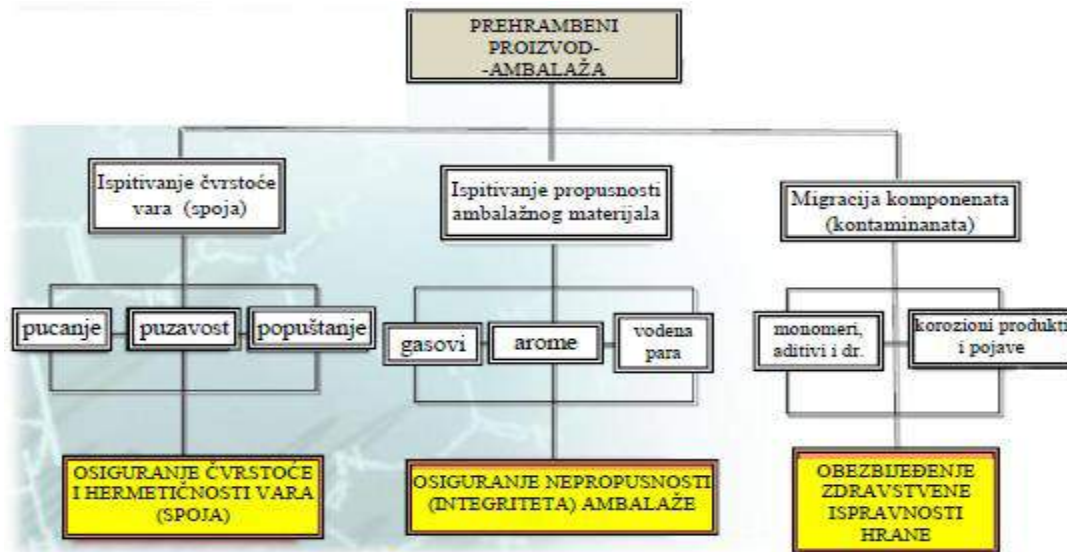 PREHRAMBENI
PROIZVOD-
-AMBALAŽA
Ispitivanje čvrstoće
vara (spoja)
Ispitivanje propusnosti
ambalažnog materijala
Migracija komponenata
(kontaminanata)
pucanje
puzavost
popuštanje
gasovi
arome
vodena
para
monomeri,
aditivi i dr.
korozioni produkti
i pojave
OSIGURANJE ČVRSTOĆE
I HERMETIČNOSTI VARA
(SPOJA)
OSIGURANJE NEPROPUSNOSTI
(INTEGRITETA) AMBALAŽE
OBEZBIJEĐENJE
ZDRAVSTVENE
ISPRAVNOSTI
HRANE